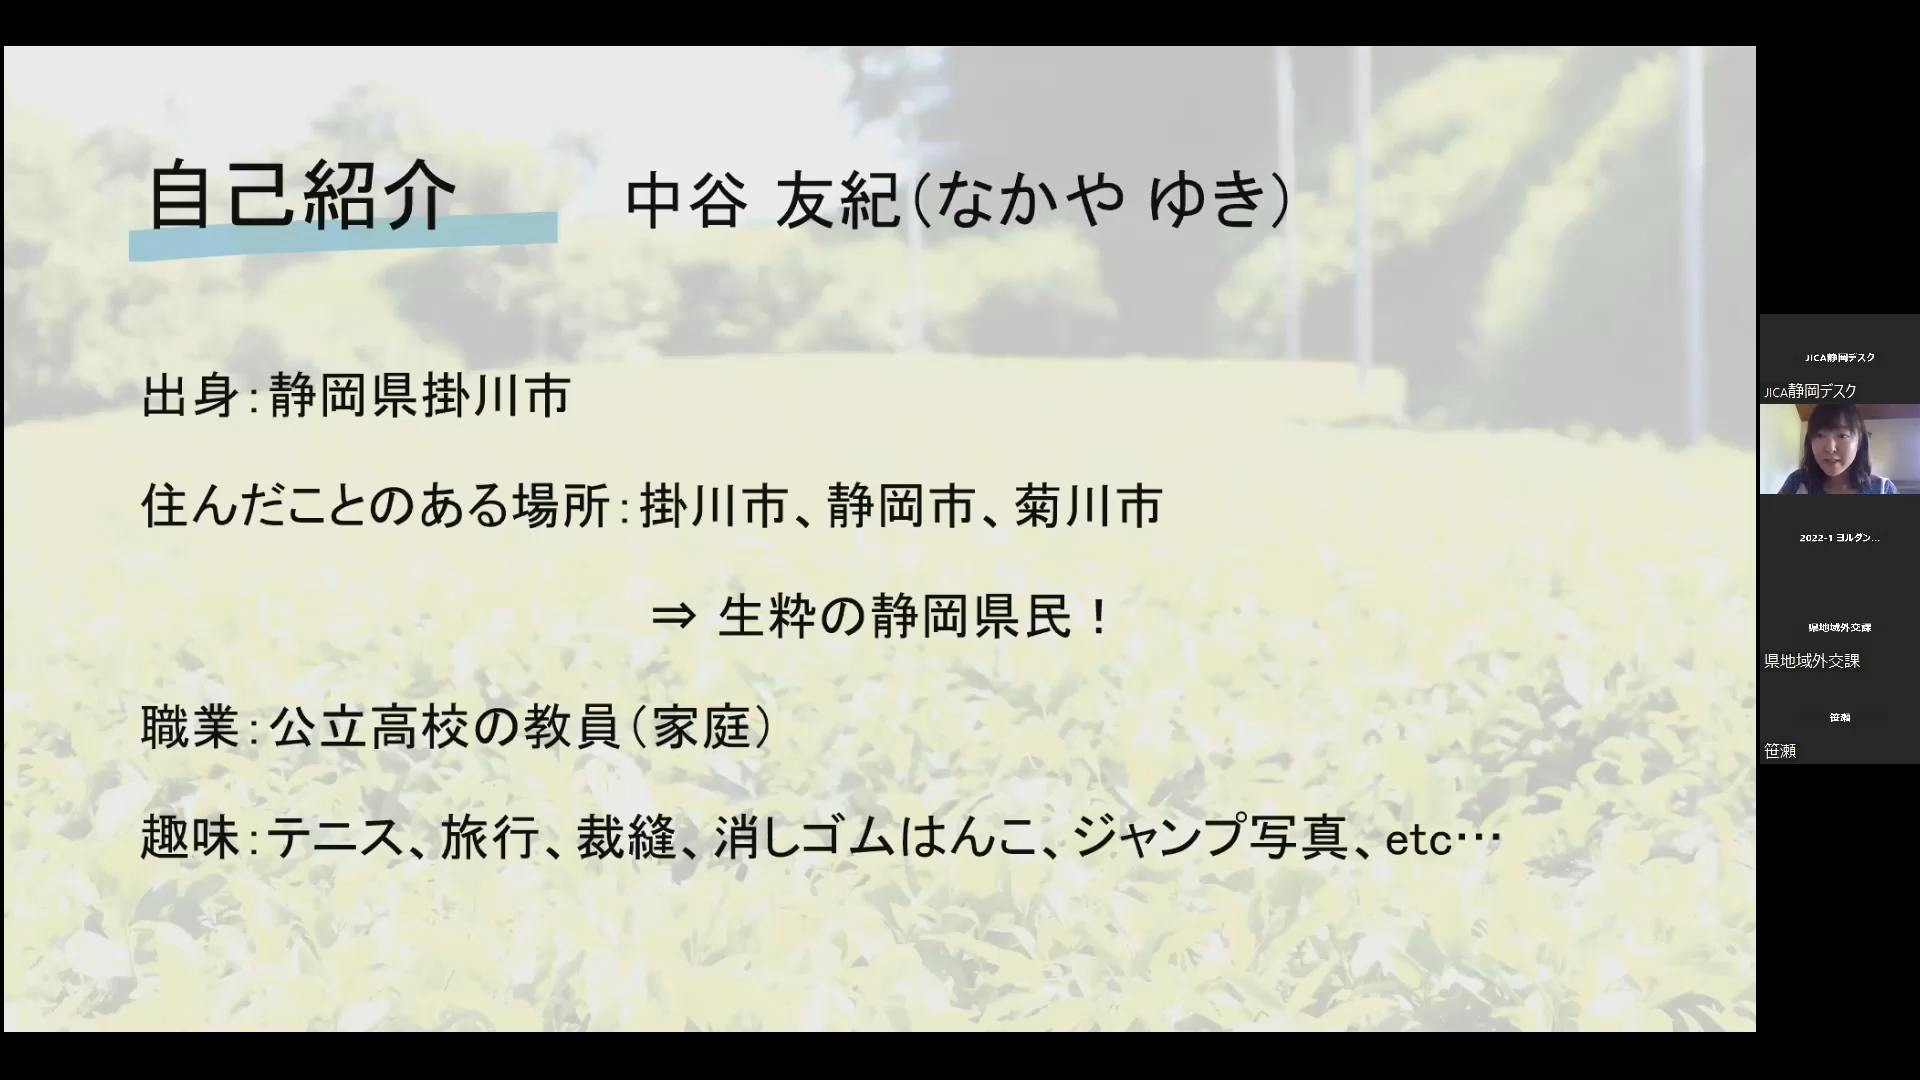 自己紹介 中谷 友紀(なかや ゆき)
出身:静岡県掛川市
住んだことのある場所:掛川市、静岡市、菊川市
⇒ 生粋の静岡県民!
職業:公立高校の教員(家庭)
趣味:テニス、旅行、裁縫、消しゴムはんこ、ジャンプ写真、etc…
JICA静岡デスク
JICA静岡デスク
2022-1 ヨルダン...
県地域外交課
県地域外交課
笹瀬
笹瀬